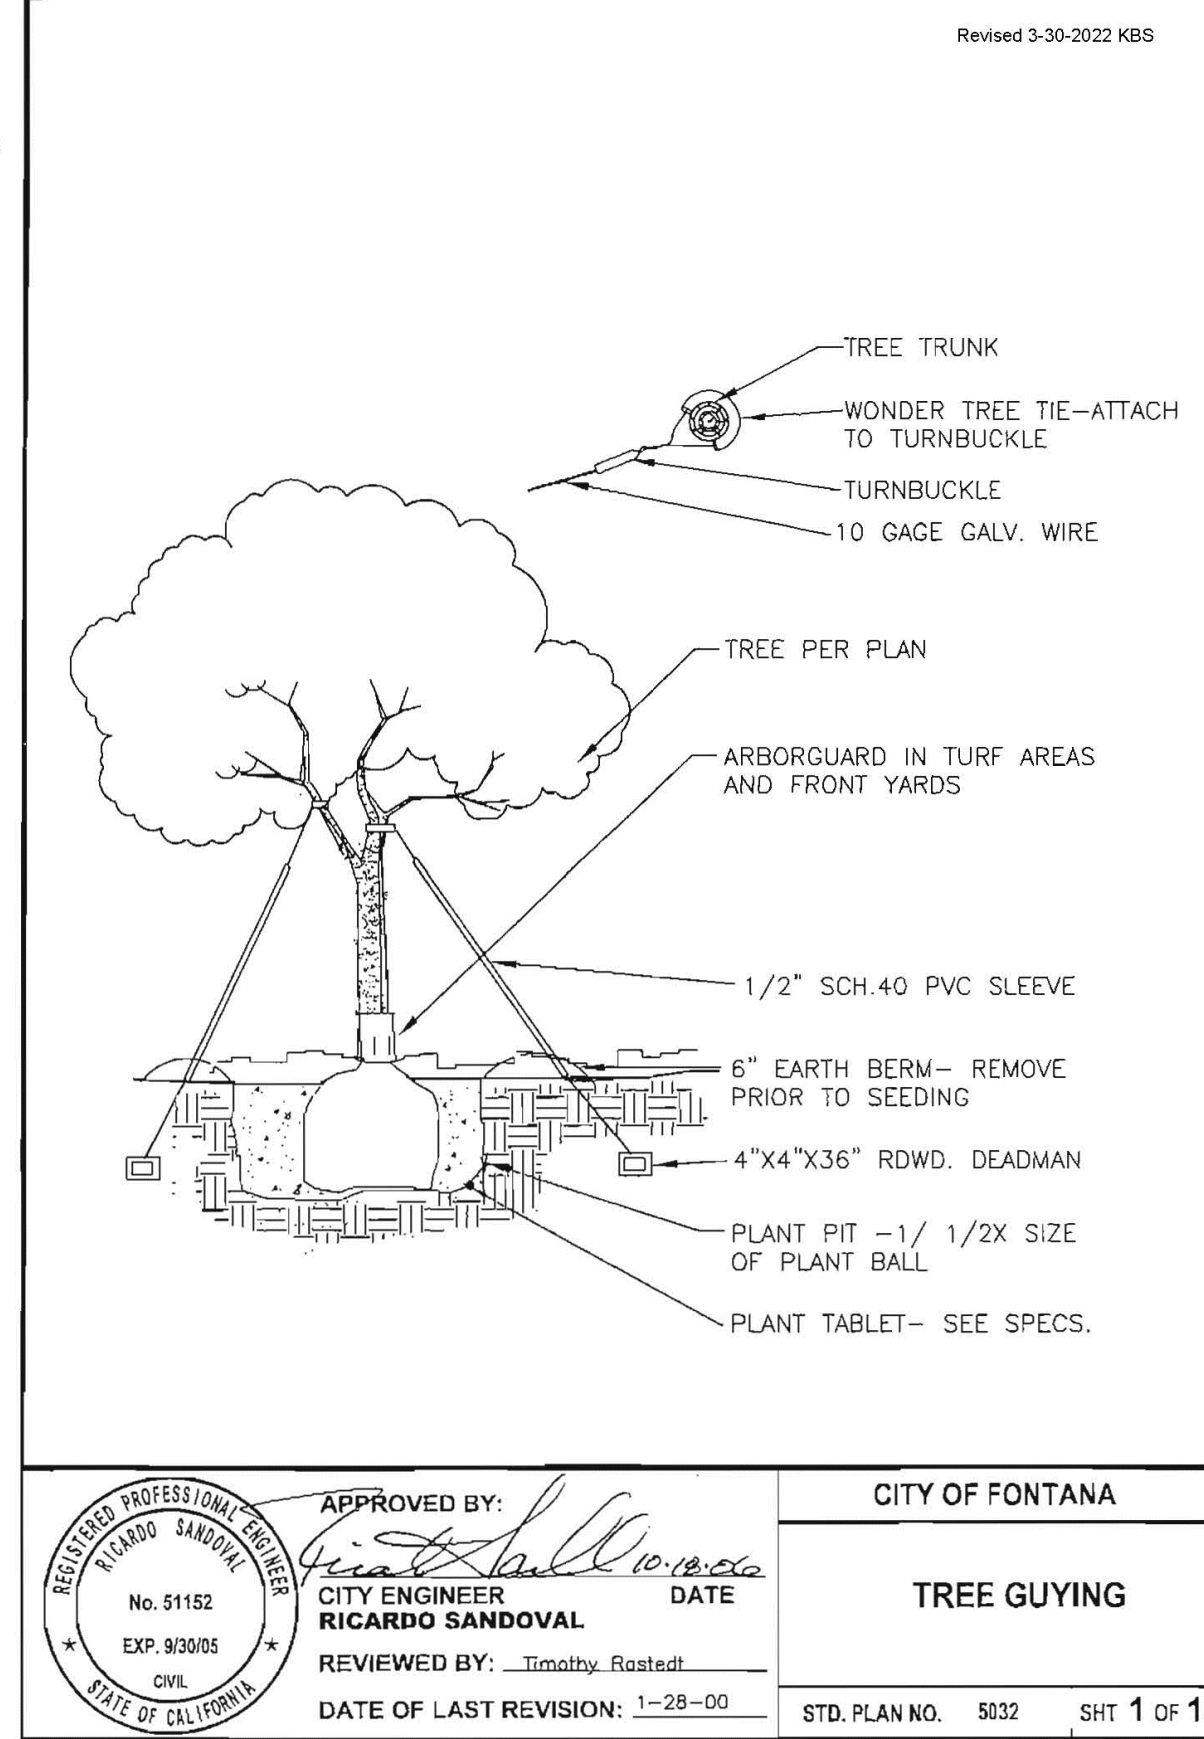 Revised 3-30-2022 KBS
TREE TRUNK
WONDER TREE TIE-ATTACH
TO TURNBUCKLE
TURNBUCKLE
10 GAGE GALV. WIRE
TREE PER PLAN
ARBORGUARD IN TURF AREAS
AND FRONT YARDS
1/2" SCH.40 PVC SLEEVE
6" EARTH BERM- REMOVE
PRIOR TO SEEDING
4"X4"X36" RDWD. DEADMAN
PLANT PIT -1/ 1/2X SIZE
OF PLANT BALL
PLANT TABLET- SEE SPECS.
REGISTERED PROFESSIONAL ENGINEER
RICARDO SANDOVAL
No. 51152
EXP. 9/30/05
CIVIL
STATE OF CALIFORNIA
APPROVED BY:
10.18.06
CITY ENGINEER DATE
RICARDO SANDOVAL
REVIEWED BY: Timothy Rastedt
DATE OF LAST REVISION: 1-28-00
CITY OF FONTANA
TREE GUYING
STD. PLAN NO. 5032 SHT 1 OF 1